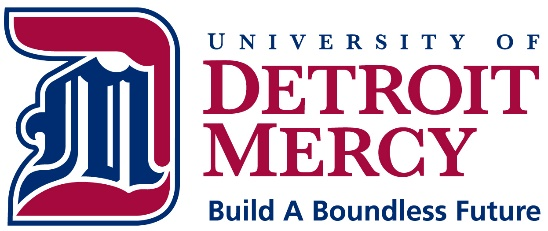 UNIVERSITY OF
DETROIT
MERCY
Build A Boundless Future